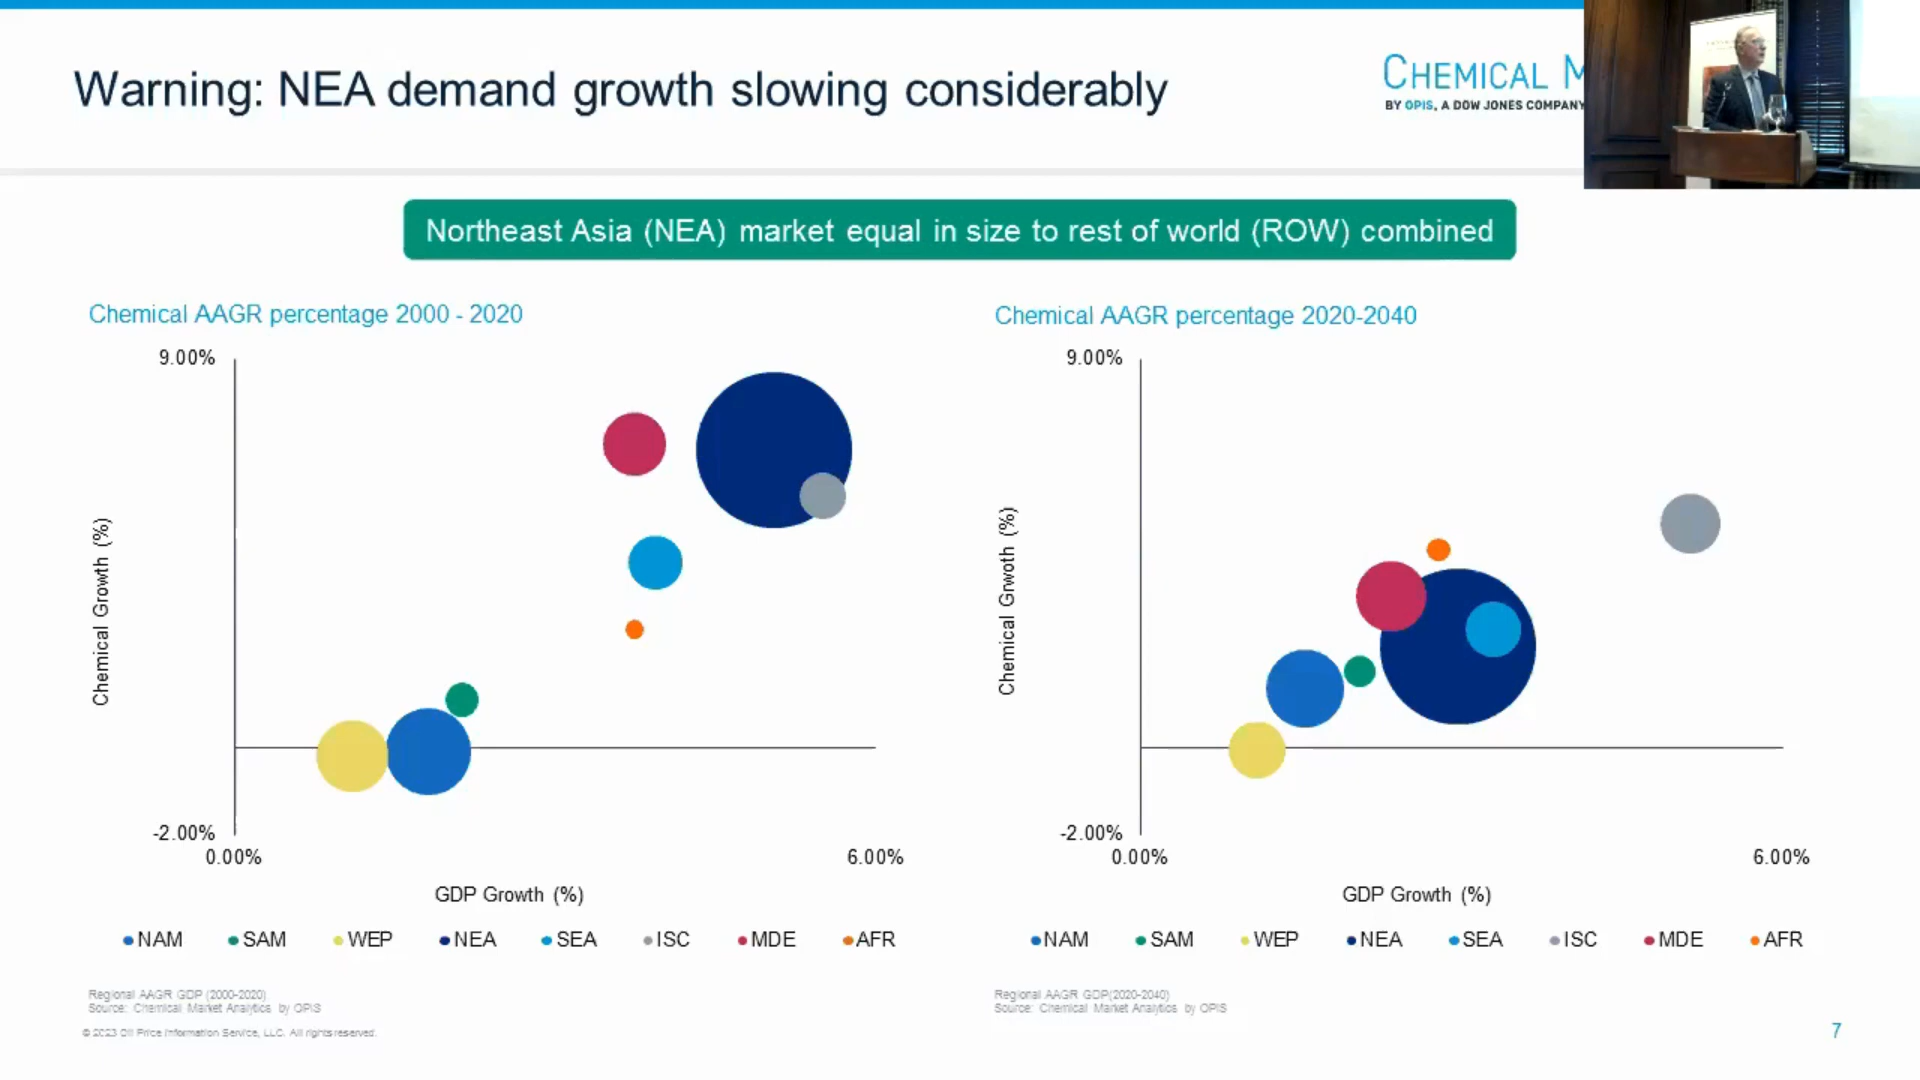 Warning: NEA demand growth slowing considerably
CHEMICAL M
BY OPIS, A DOW JONES COMPANY
Northeast Asia (NEA) market equal in size to rest of world (ROW) combined
Chemical AAGR percentage 2000 - 2020
9.00%
Chemical Growth (%)
-2.00%
0.00%
6.00%
GDP Growth (%)
NAM SAM WEP NEA SEA ISC MDE AFR
Regional AAGR GDP (2000-2020)
Source: Chemical Market Analytics by OPIS
Chemical AAGR percentage 2020-2040
9.00%
Chemical Grwoth (%)
-2.00%
0.00%
6.00%
GDP Growth (%)
NAM SAM WEP NEA SEA ISC MDE AFR
Regional AAGR GDP(2020-2040)
Source: Chemical Market Analytics by OPIS
© 2023 Oil Price Information Service, LLC. All rights reserved.
7